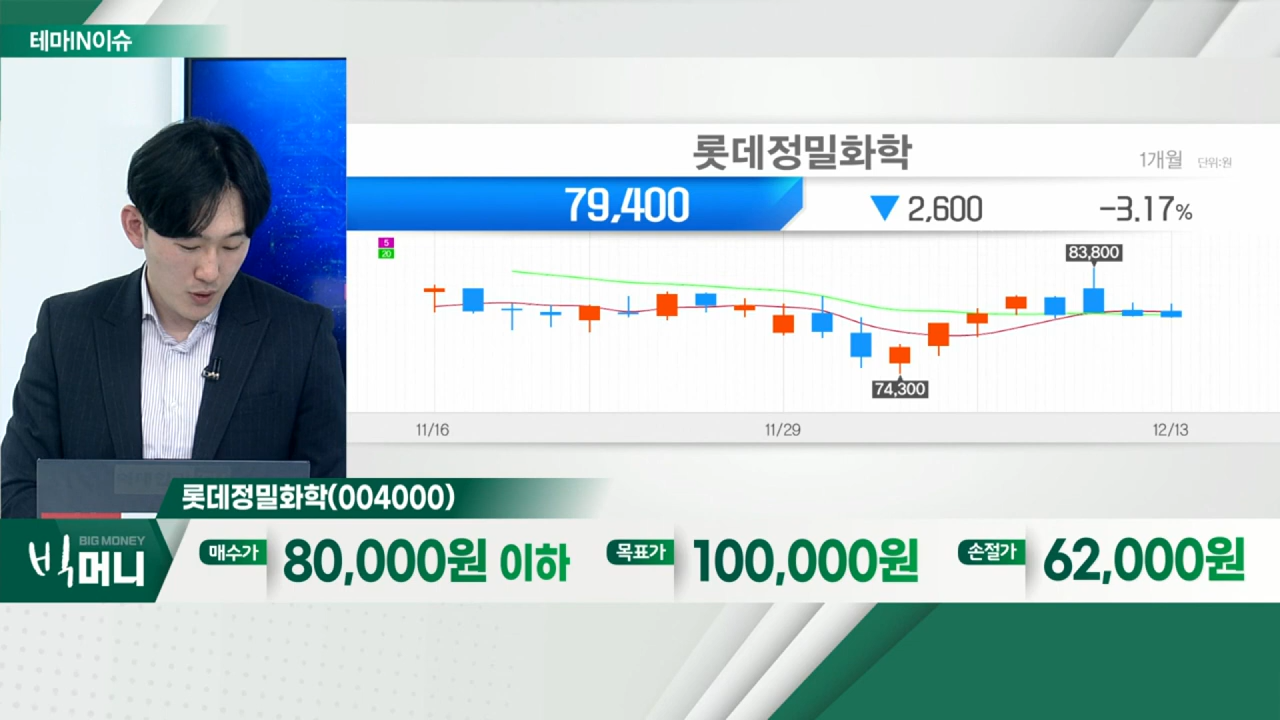 테마IN이슈
롯데정밀화학
1개월 단위:원
79,400 ▼2,600 -3.17%
5
20
83,800
74,300
11/16 11/29 12/13
롯데정밀화학(004000)
BIG MONEY
빅머니
매수가 80,000원 이하 목표가 100,000원 손절가 62,000원